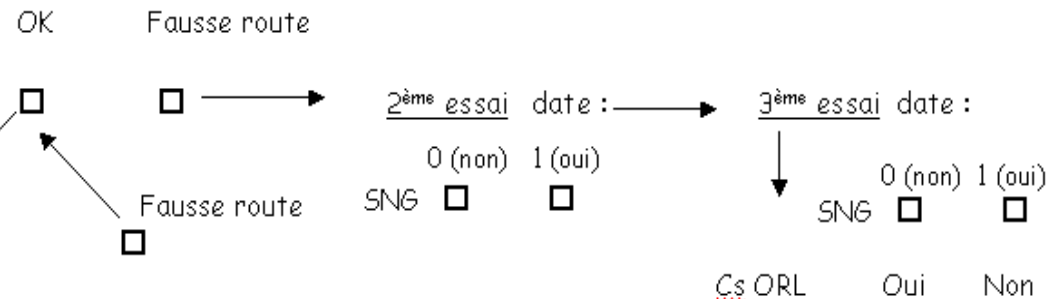 OK Fausse route
2ème essai date : 3ème essai date :
0 (non) 1 (oui)
0 (non) 1 (oui)
Fausse route SNG
SNG
Cs ORL Oui Non